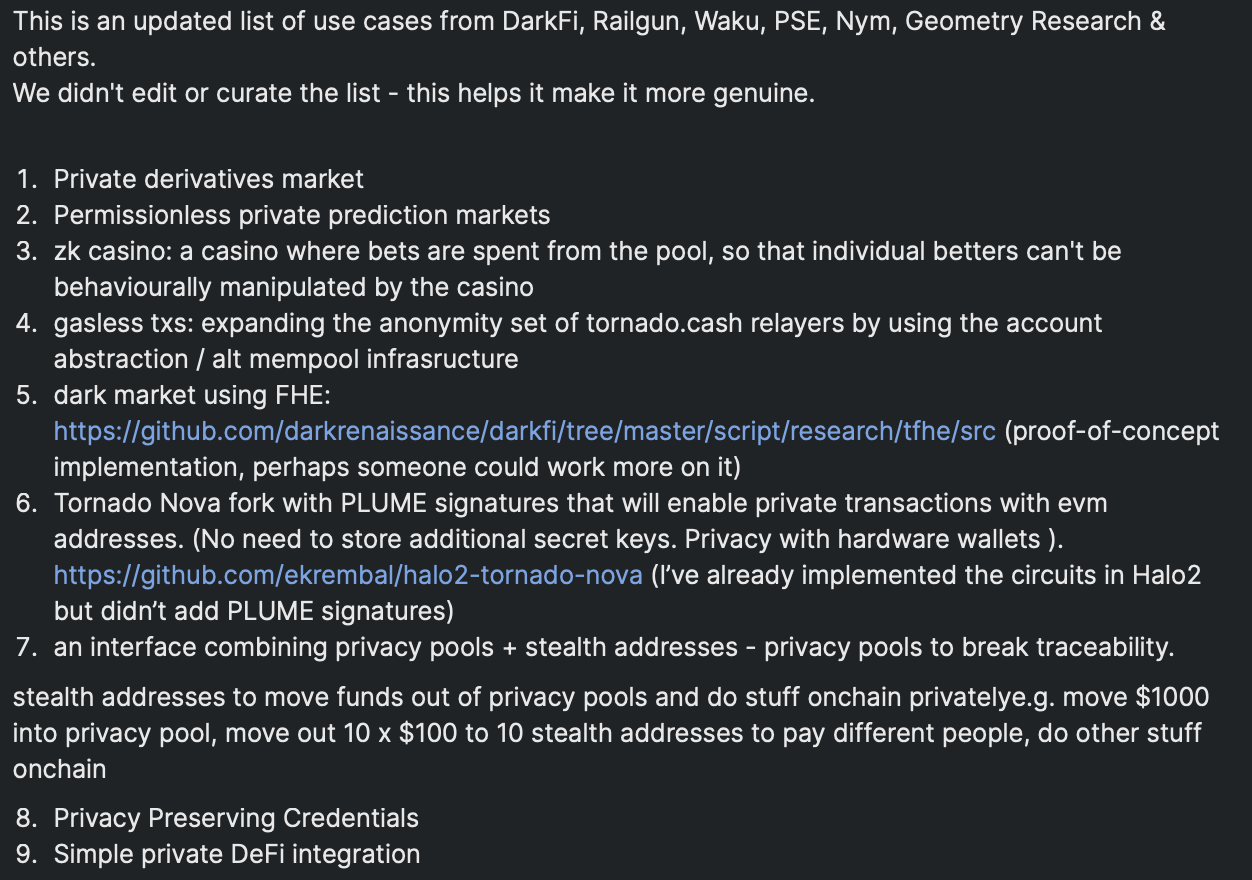 This is an updated list of use cases from DarkFi, Railgun, Waku, PSE, Nym, Geometry Research &
others.
We didn't edit or curate the list - this helps it make it more genuine.
1. Private derivatives market
2. Permissionless private prediction markets
3. zk casino: a casino where bets are spent from the pool, so that individual betters can't be
behaviourally manipulated by the casino
4. gasless txs: expanding the anonymity set of tornado.cash relayers by using the account
abstraction / alt mempool infrasructure
5. dark market using FHE:
https://github.com/darkrenaissance/darkfi/tree/master/script/research/tfhe/src (proof-of-concept
implementation, perhaps someone could work more on it)
6. Tornado Nova fork with PLUME signatures that will enable private transactions with evm
addresses. (No need to store additional secret keys. Privacy with hardware wallets ).
https://github.com/ekrembal/halo2-tornado-nova (I’ve already implemented the circuits in Halo2
but didn’t add PLUME signatures)
7. an interface combining privacy pools + stealth addresses - privacy pools to break traceability.
stealth addresses to move funds out of privacy pools and do stuff onchain privatelye.g. move $1000
into privacy pool, move out 10 x $100 to 10 stealth addresses to pay different people, do other stuff
onchain
8. Privacy Preserving Credentials
9. Simple private DeFi integration